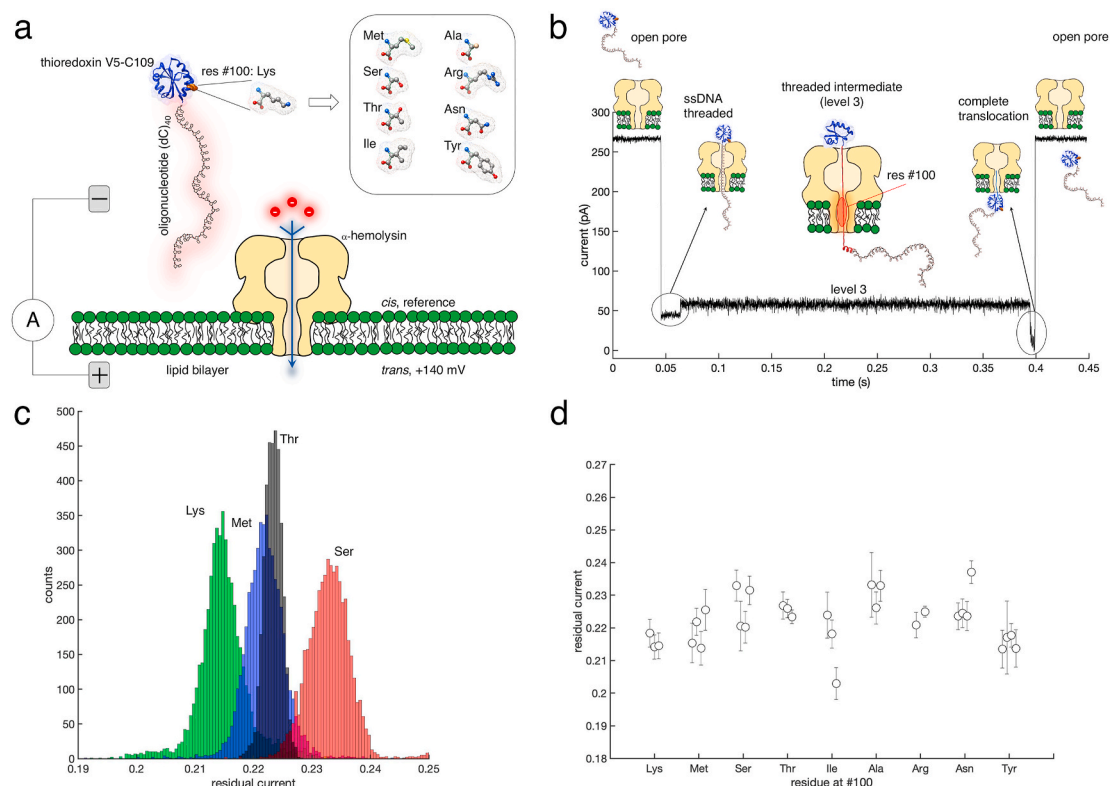 a
thioredoxin V5-C109
res #100: Lys
oligonucleotide (dC)40
Met
Ser
Thr
Ile
Ala
Arg
Asn
Tyr
−
− − −
α-hemolysin
A
cis, reference
+
lipid bilayer
trans, +140 mV
b
open pore
open pore
ssDNA
threaded
threaded intermediate
(level 3)
complete
translocation
res #100
level 3
current (pA)
300
250
200
150
100
50
0
0 0.05 0.1 0.15 0.2 0.25 0.3 0.35 0.4 0.45
time (s)
c
counts
500
450
400
350
300
250
200
150
100
50
0
Thr
Lys
Met
Ser
0.19 0.2 0.21 0.22 0.23 0.24 0.25
residual current
d
residual current
0.27
0.26
0.25
0.24
0.23
0.22
0.21
0.2
0.19
0.18
Lys Met Ser Thr Ile Ala Arg Asn Tyr
residue at #100